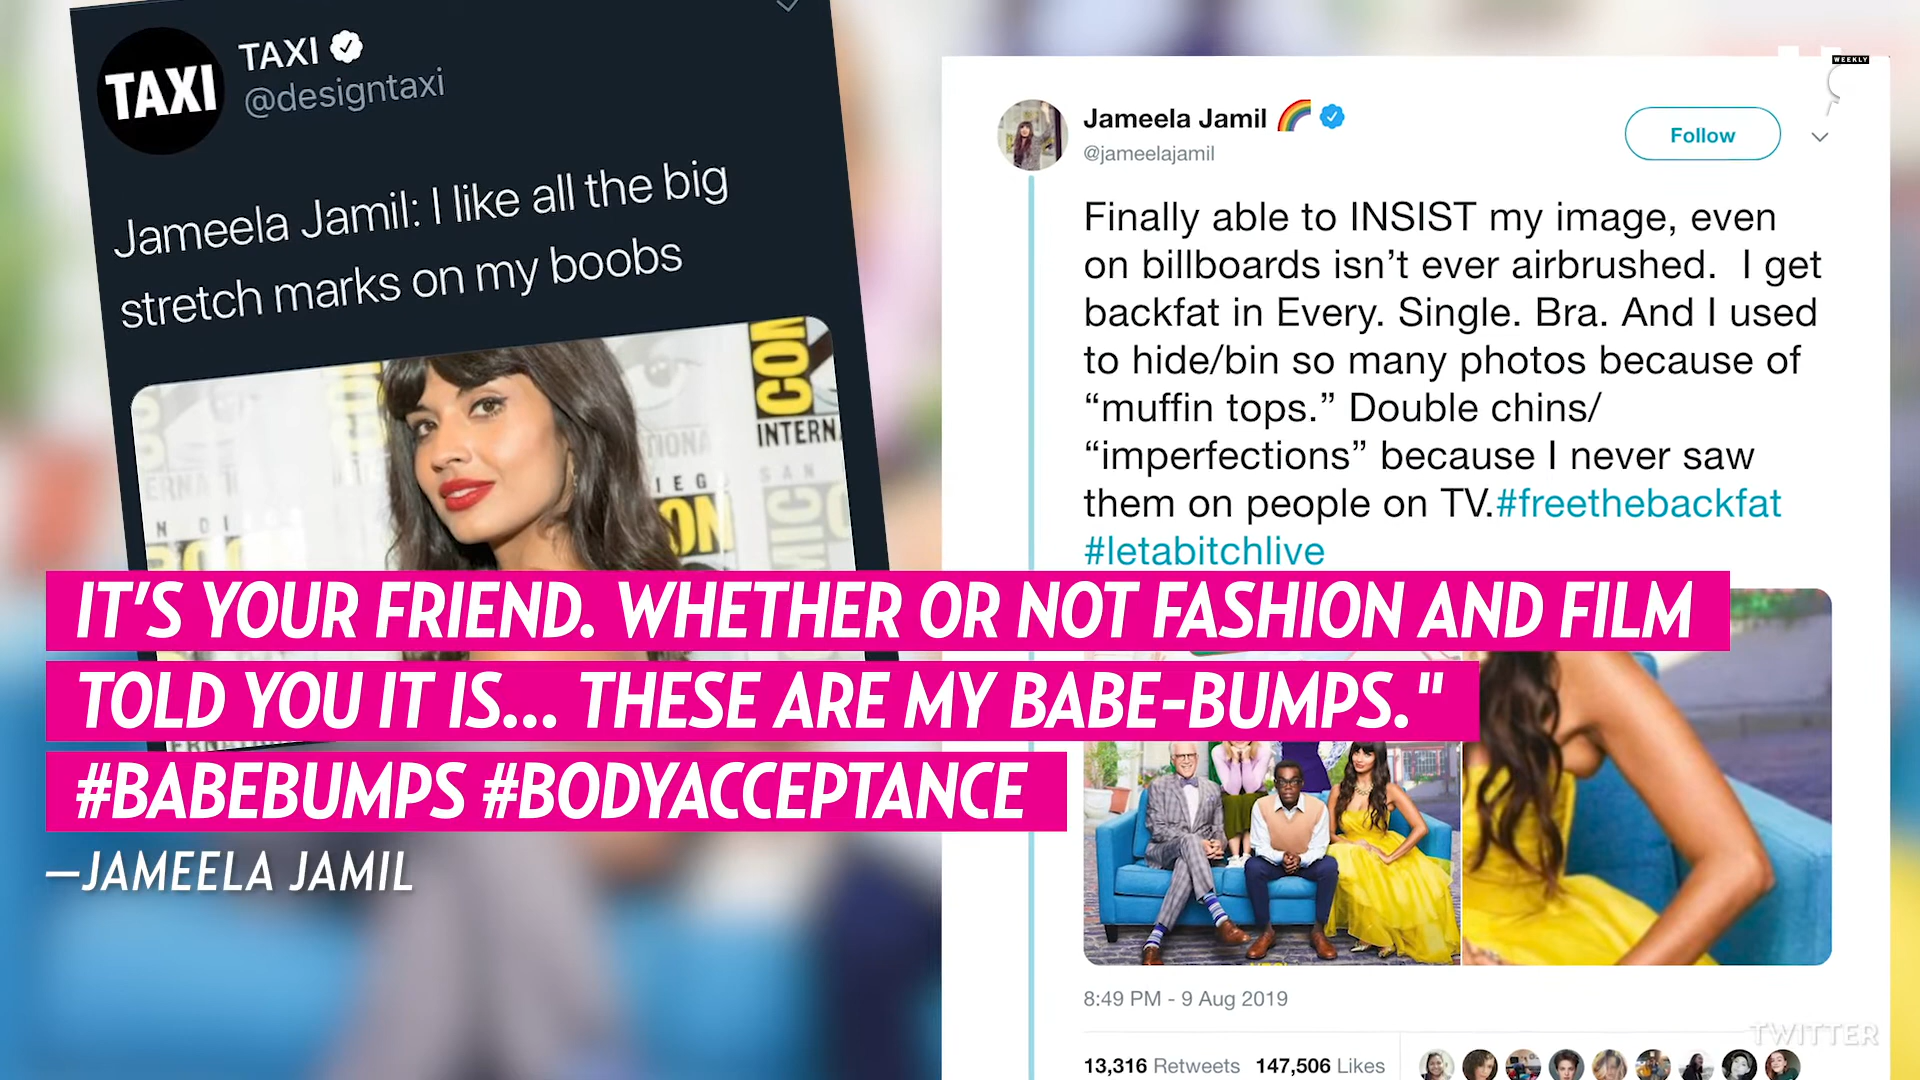 TAXI
TAXI
@designtaxi
Jameela Jamil: I like all the big
stretch marks on my boobs
CON
INTERN
WEEKLY
Jameela Jamil
@jameelajamil
Follow
Finally able to INSIST my image, even
on billboards isn’t ever airbrushed. I get
backfat in Every. Single. Bra. And I used
to hide/bin so many photos because of
“muffin tops.” Double chins/
“imperfections” because I never saw
them on people on TV.#freethebackfat
#letabitchlive
IT’S YOUR FRIEND. WHETHER OR NOT FASHION AND FILM
TOLD YOU IT IS... THESE ARE MY BABE-BUMPS."
#BABEBUMPS #BODYACCEPTANCE
—JAMEELA JAMIL
8:49 PM - 9 Aug 2019
13,316 Retweets 147,506 Likes
TWITTER